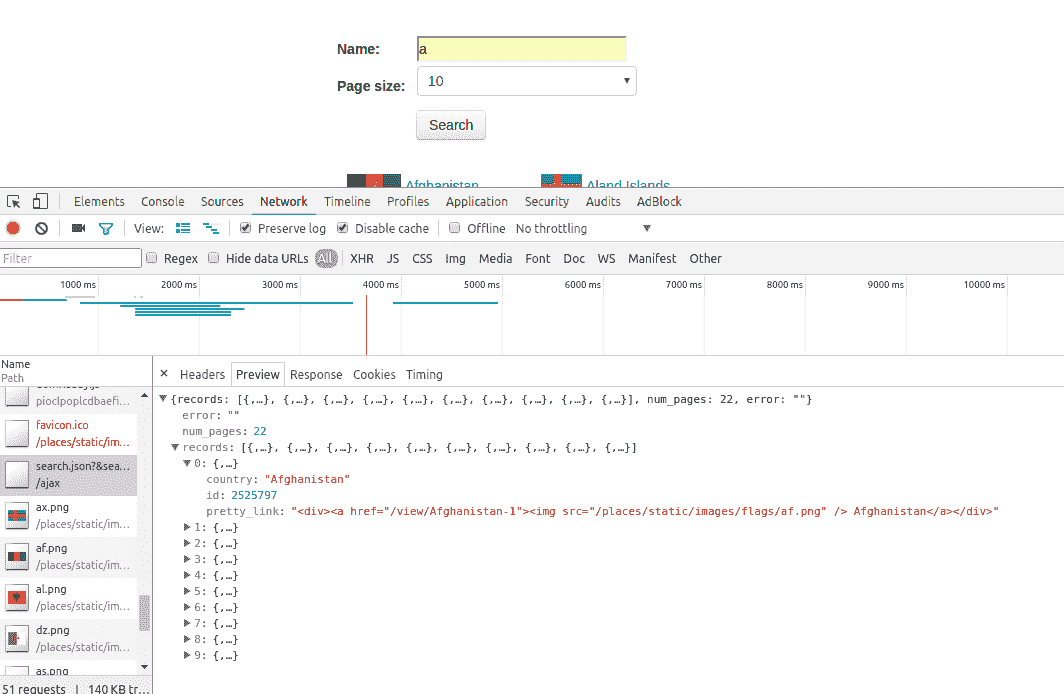 Name: a
Page size: 10
Search
Afghanistan Aland Islands
Elements Console Sources Network Timeline Profiles Application Security Audits AdBlock
View: Preserve log Disable cache Offline No throttling
Filter Regex Hide data URLs All XHR JS CSS Img Media Font Doc WS Manifest Other
1000 ms 2000 ms 3000 ms 4000 ms 5000 ms 6000 ms 7000 ms 8000 ms 9000 ms 10000 ms
Name
Path
× Headers Preview Response Cookies Timing
pioclpoplcdbaefi...
favicon.ico
/places/static/im...
search.json?&sea...
/ajax
ax.png
/places/static/im...
af.png
/places/static/im...
al.png
/places/static/im...
dz.png
/places/static/im...
as.png
51 requests | 140 KB tr...
{records: [{,…}, {,…}, {,…}, {,…}, {,…}, {,…}, {,…}, {,…}, {,…}, {,…}], num_pages: 22, error: ""}
error: ""
num_pages: 22
records: [{,…}, {,…}, {,…}, {,…}, {,…}, {,…}, {,…}, {,…}, {,…}, {,…}]
0: {,…}
country: "Afghanistan"
id: 2525797
pretty_link: "<div><a href="/view/Afghanistan-1"><img src="/places/static/images/flags/af.png" /> Afghanistan</a></div>"
1: {,…}
2: {,…}
3: {,…}
4: {,…}
5: {,…}
6: {,…}
7: {,…}
8: {,…}
9: {,…}